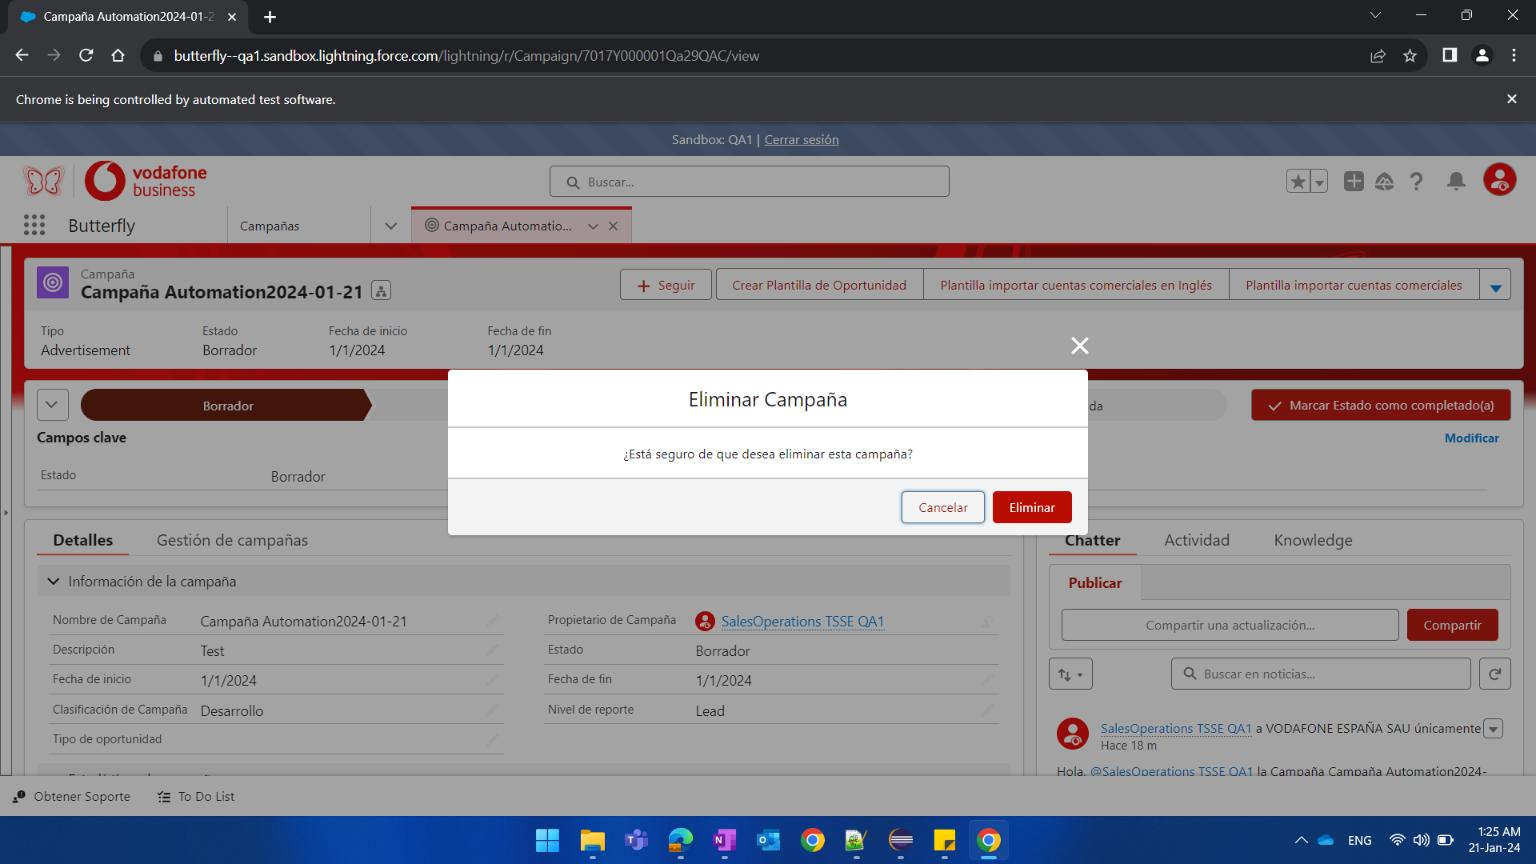 Campaña Automation2024-01-2
butterfly--qa1.sandbox.lightning.force.com/lightning/r/Campaign/7017Y000001Qa29QAC/view
Chrome is being controlled by automated test software.
Sandbox: QA1 | Cerrar sesión
vodafone
business
Buscar...
Butterfly
Campañas
Campaña Automatio...
Campaña
Campaña Automation2024-01-21
Seguir
Crear Plantilla de Oportunidad
Plantilla importar cuentas comerciales en Inglés
Plantilla importar cuentas comerciales
Tipo
Estado
Fecha de inicio
Fecha de fin
Advertisement
Borrador
1/1/2024
1/1/2024
Borrador
da
Marcar Estado como completado(a)
Campos clave
Modificar
Estado
Borrador
Eliminar Campaña
¿Está seguro de que desea eliminar esta campaña?
Cancelar
Eliminar
Detalles
Gestión de campañas
Información de la campaña
Nombre de Campaña
Campaña Automation2024-01-21
Propietario de Campaña
SalesOperations TSSE QA1
Descripción
Test
Estado
Borrador
Fecha de inicio
1/1/2024
Fecha de fin
1/1/2024
Clasificación de Campaña
Desarrollo
Nivel de reporte
Lead
Tipo de oportunidad
Chatter
Actividad
Knowledge
Publicar
Compartir una actualización...
Compartir
Buscar en noticias...
SalesOperations TSSE QA1 a VODAFONE ESPAÑA SAU únicamente
Hace 18 m
Hola, @SalesOperations TSSE QA1 la Campaña Campaña Automation2024-
Obtener Soporte
To Do List
ENG
1:25 AM
21-Jan-24